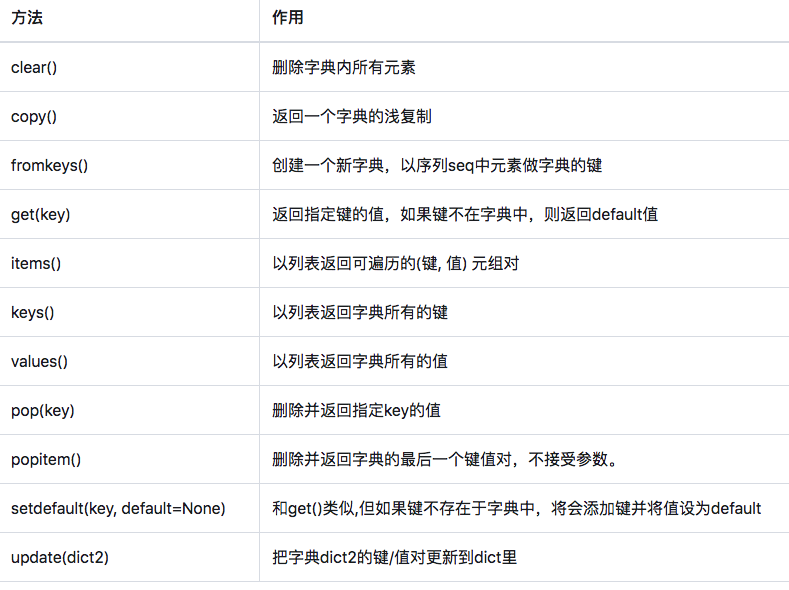 方法 作用
clear() 删除字典内所有元素
copy() 返回一个字典的浅复制
fromkeys() 创建一个新字典，以序列seq中元素做字典的键
get(key) 返回指定键的值，如果键不在字典中，则返回default值
items() 以列表返回可遍历的(键, 值) 元组对
keys() 以列表返回字典所有的键
values() 以列表返回字典所有的值
pop(key) 删除并返回指定key的值
popitem() 删除并返回字典的最后一个键值对，不接受参数。
setdefault(key, default=None) 和get()类似,但如果键不存在于字典中，将会添加键并将值设为default
update(dict2) 把字典dict2的键/值对更新到dict里